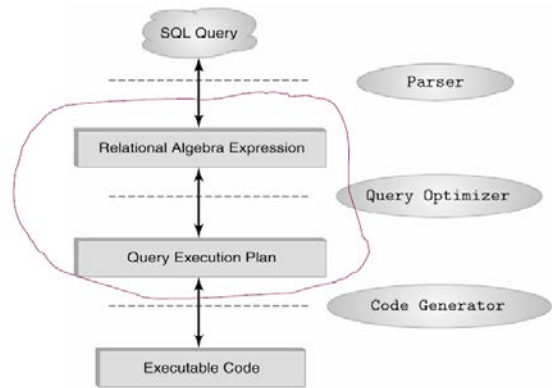 SQL Query
Parser
Relational Algebra Expression
Query Optimizer
Query Execution Plan
Code Generator
Executable Code